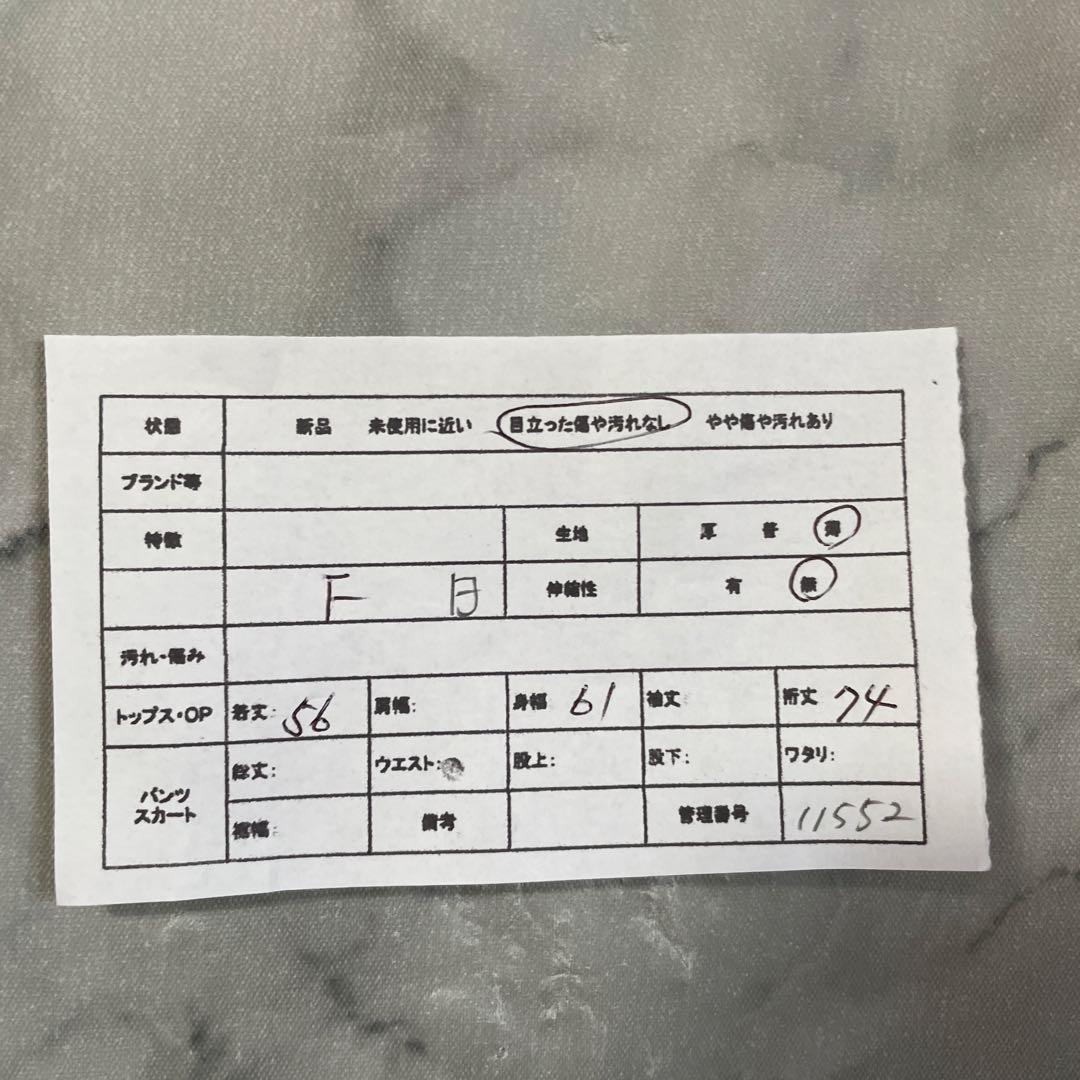 状態 新品 未使用に近い 目立った傷や汚れなし やや傷や汚れあり
ブランド等
特徴 生地 厚 普 薄
F 日 伸縮性 有 無
汚れ・傷み
トップス・OP 着丈: 56 肩幅: 身幅 61 袖丈 裄丈 74
パンツ スカート 総丈: ウエスト: 股上: 股下: ワタリ:
裾幅: 備考 管理番号 11552